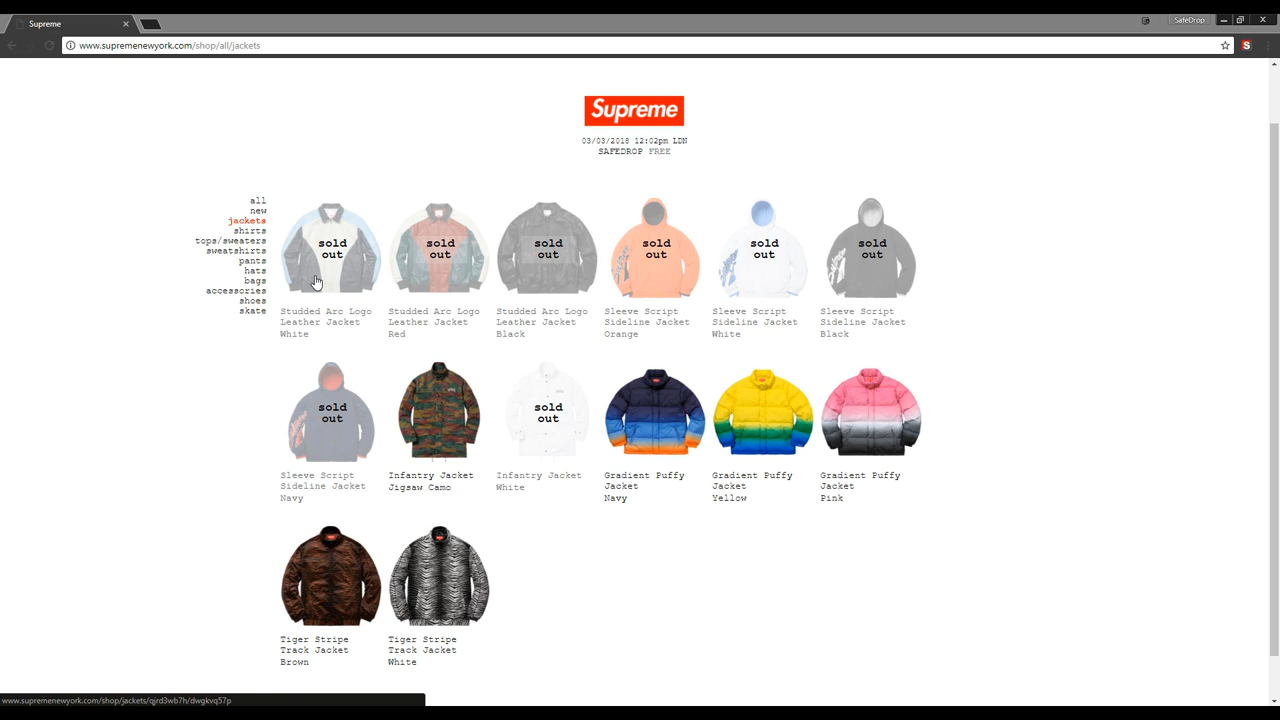 Supreme
SafeDrop
www.supremenewyork.com/shop/all/jackets
S
Supreme
03/03/2018 12:02pm LDN
SAFEDROP FREE
all
new
jackets
shirts
tops/sweaters
sweatshirts
pants
hats
bags
accessories
shoes
skate
sold
out
sold
out
sold
out
sold
out
sold
out
sold
out
Studded Arc Logo
Leather Jacket
White
Studded Arc Logo
Leather Jacket
Red
Studded Arc Logo
Leather Jacket
Black
Sleeve Script
Sideline Jacket
Orange
Sleeve Script
Sideline Jacket
White
Sleeve Script
Sideline Jacket
Black
sold
out
sold
out
Sleeve Script
Sideline Jacket
Navy
Infantry Jacket
Jigsaw Camo
Infantry Jacket
White
Gradient Puffy
Jacket
Navy
Gradient Puffy
Jacket
Yellow
Gradient Puffy
Jacket
Pink
Tiger Stripe
Track Jacket
Brown
Tiger Stripe
Track Jacket
White
www.supremenewyork.com/shop/jackets/qjrd3wb7h/dwgkvq57p